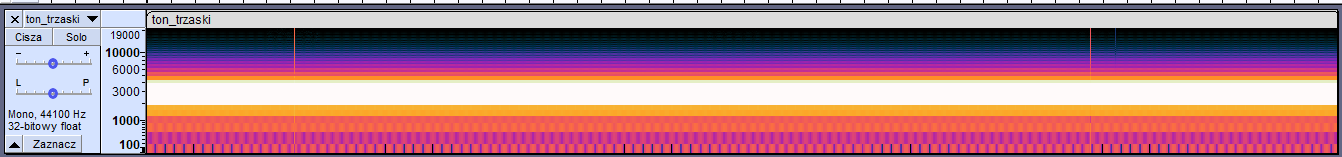 × ton_trzaski ▼ ton_trzaski
Cisza Solo
- +
L P
Mono, 44100 Hz
32-bitowy float
▲ Zaznacz
19000
10000
6000
3000
1000
100